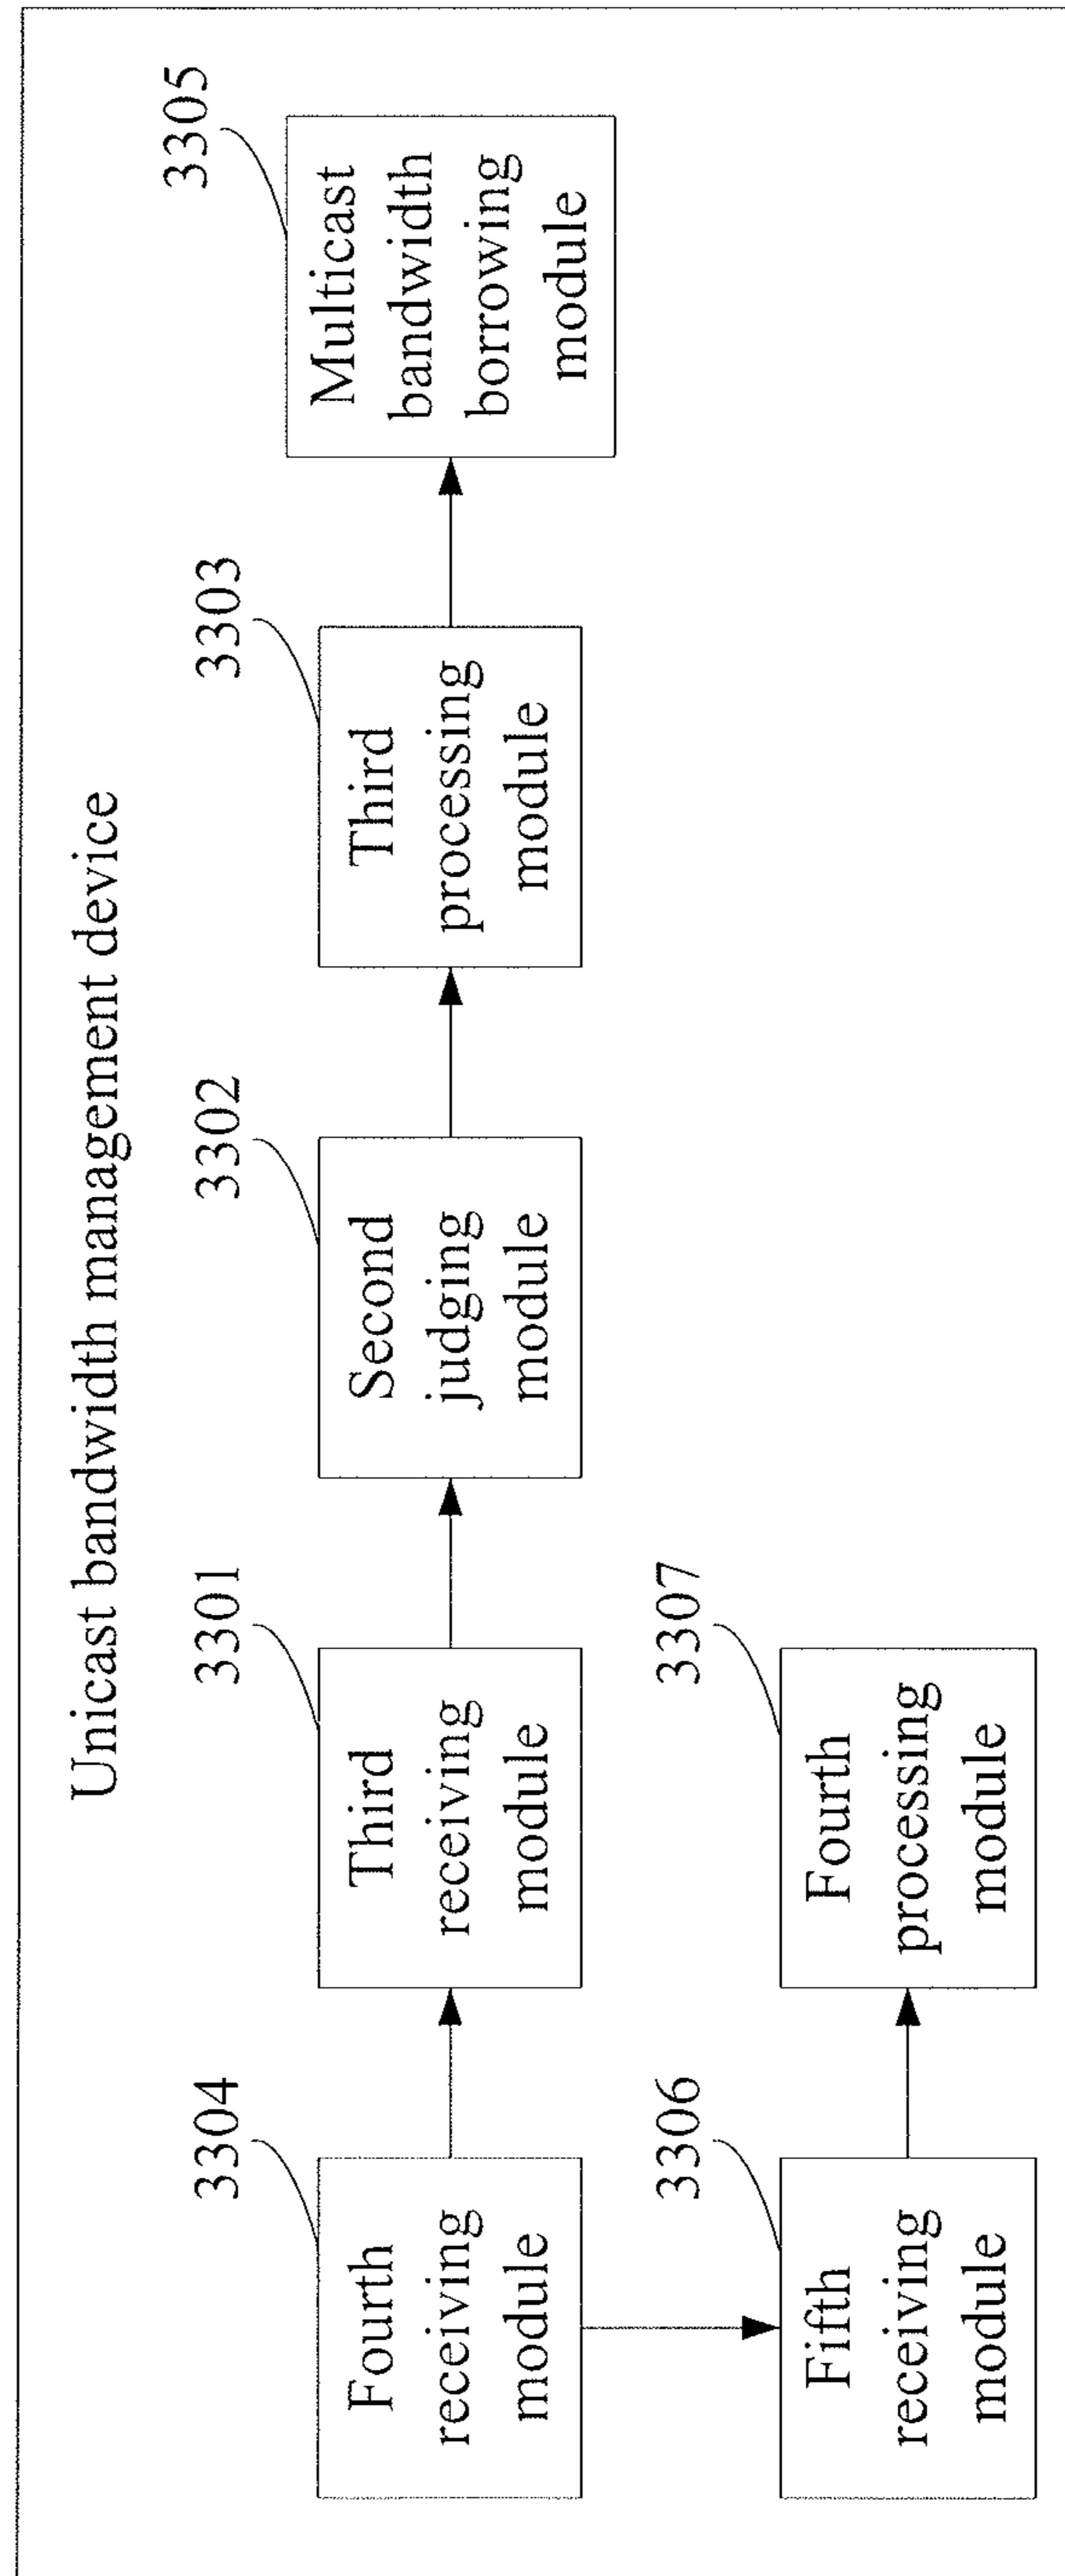 Unicast bandwidth management device
3304
Fourth
receiving
module
3301
Third
receiving
module
3302
Second
judging
module
3303
Third
processing
module
3305
Multicast
bandwidth
borrowing
module
3306
Fifth
receiving
module
3307
Fourth
processing
module